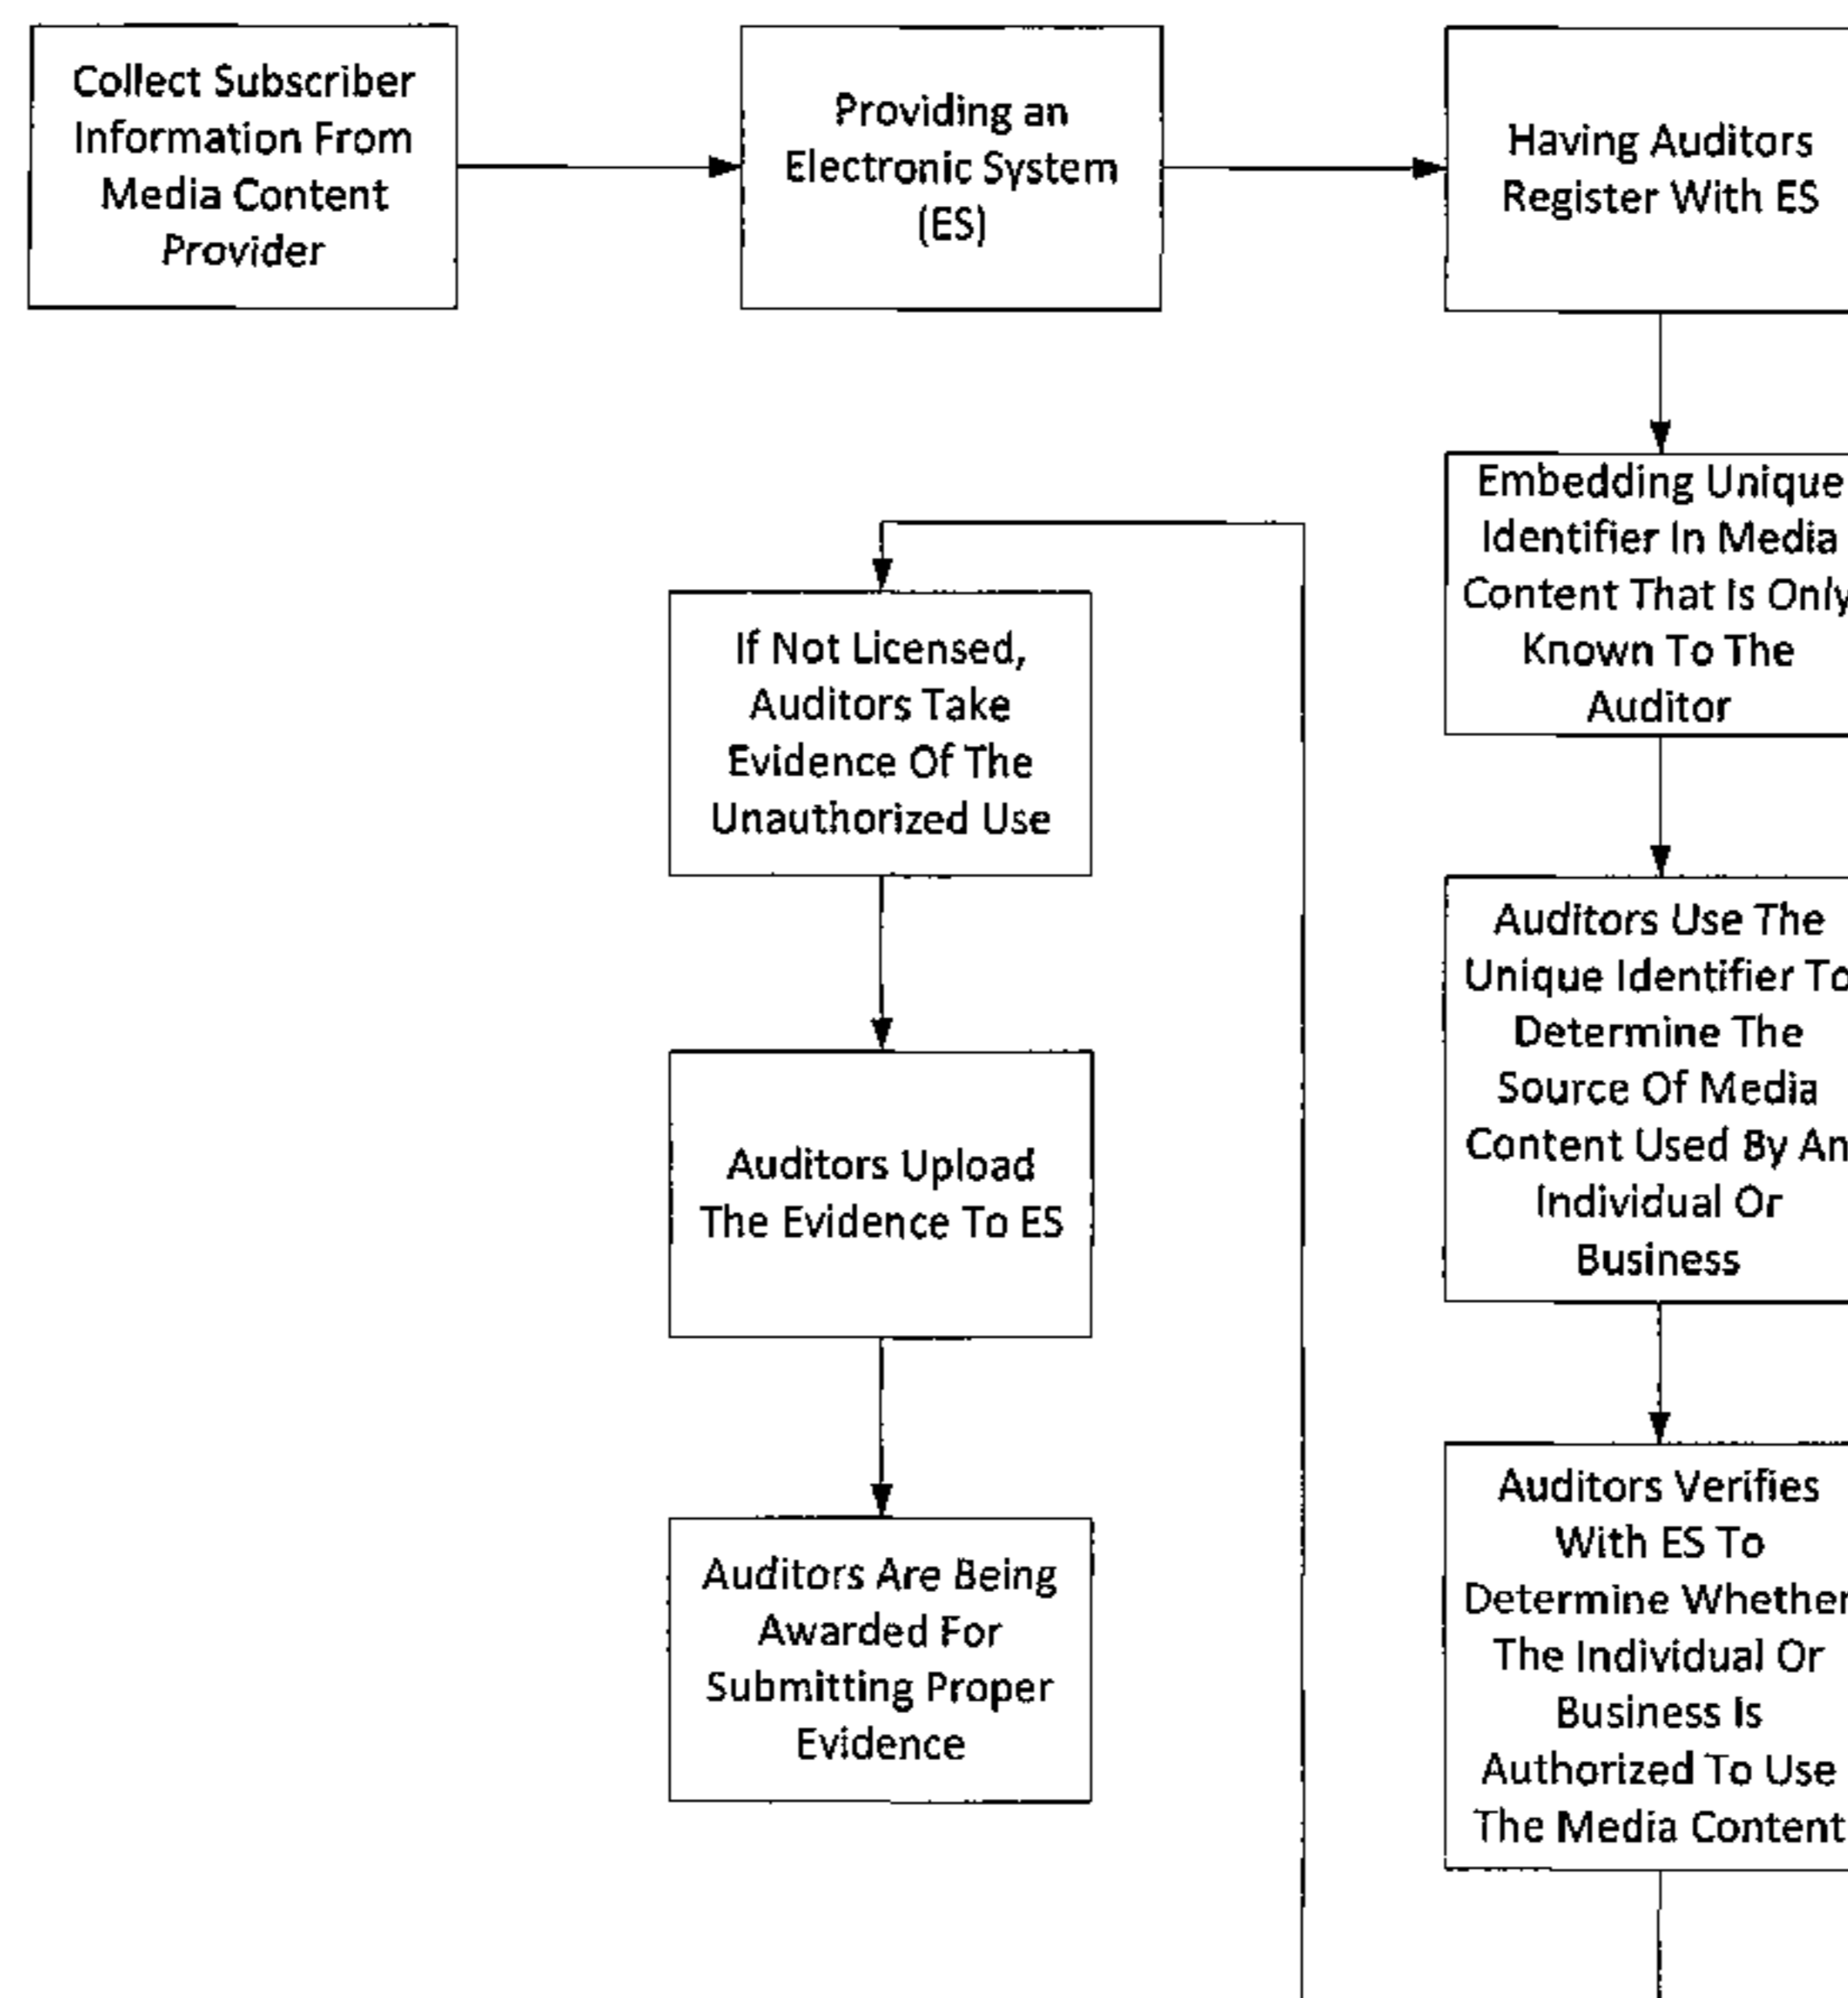 Collect Subscriber
Information From
Media Content
Provider
Providing an
Electronic System
(ES)
Having Auditors
Register With ES
Embedding Unique
Identifier In Media
Content That Is Only
Known To The
Auditor
Auditors Use The
Unique Identifier To
Determine The
Source Of Media
Content Used By An
Individual Or
Business
Auditors Verifies
With ES To
Determine Whether
The Individual Or
Business Is
Authorized To Use
The Media Content
If Not Licensed,
Auditors Take
Evidence Of The
Unauthorized Use
Auditors Upload
The Evidence To ES
Auditors Are Being
Awarded For
Submitting Proper
Evidence